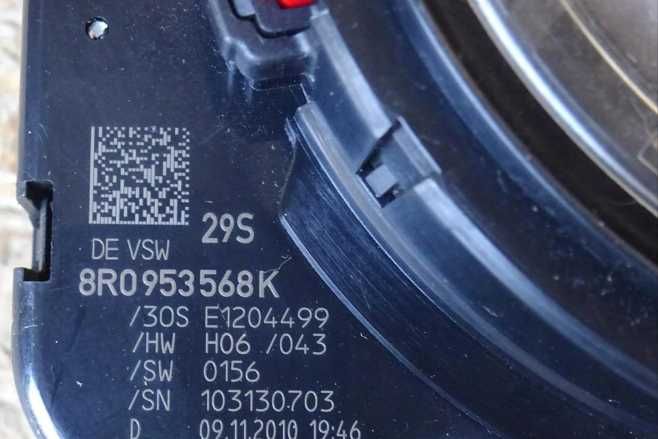 29S
DE VSW
8R0953568K
/30S E1204499
/HW H06 /043
/SW 0156
/SN 103130703
D 09.11.2010 19:46